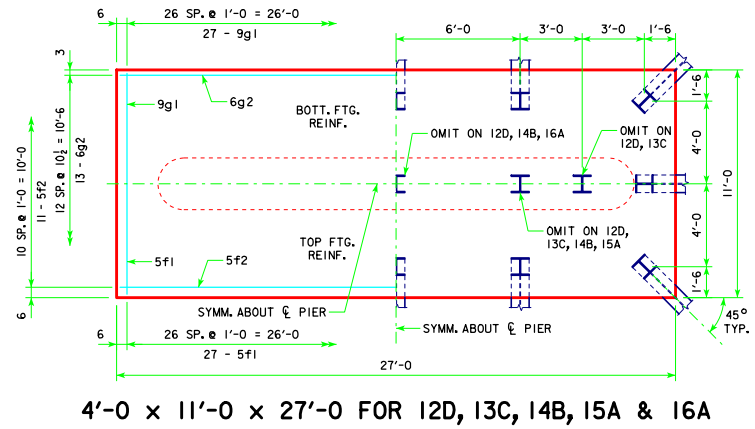 6
26 SP. @ 1'-0 = 26'-0
27 - 9g1
6'-0
3'-0
3'-0
1'-6
3
9g1
6g2
BOTT. FTG.
REINF.
OMIT ON 12D, 14B, 16A
OMIT ON
12D, 13C
1'-6
4'-0
11'-0
10 SP. @ 1'-0 = 10'-0
11 - 5f2
12 SP. @ 10½ = 10'-6
13 - 6g2
OMIT ON 12D,
13C, 14B, 15A
TOP FTG.
REINF.
5f1
5f2
4'-0
1'-6
6
SYMM. ABOUT ℄ PIER
SYMM. ABOUT ℄ PIER
45°
TYP.
6
26 SP. @ 1'-0 = 26'-0
27 - 5f1
27'-0
4'-0 x 11'-0 x 27'-0 FOR 12D, 13C, 14B, 15A & 16A